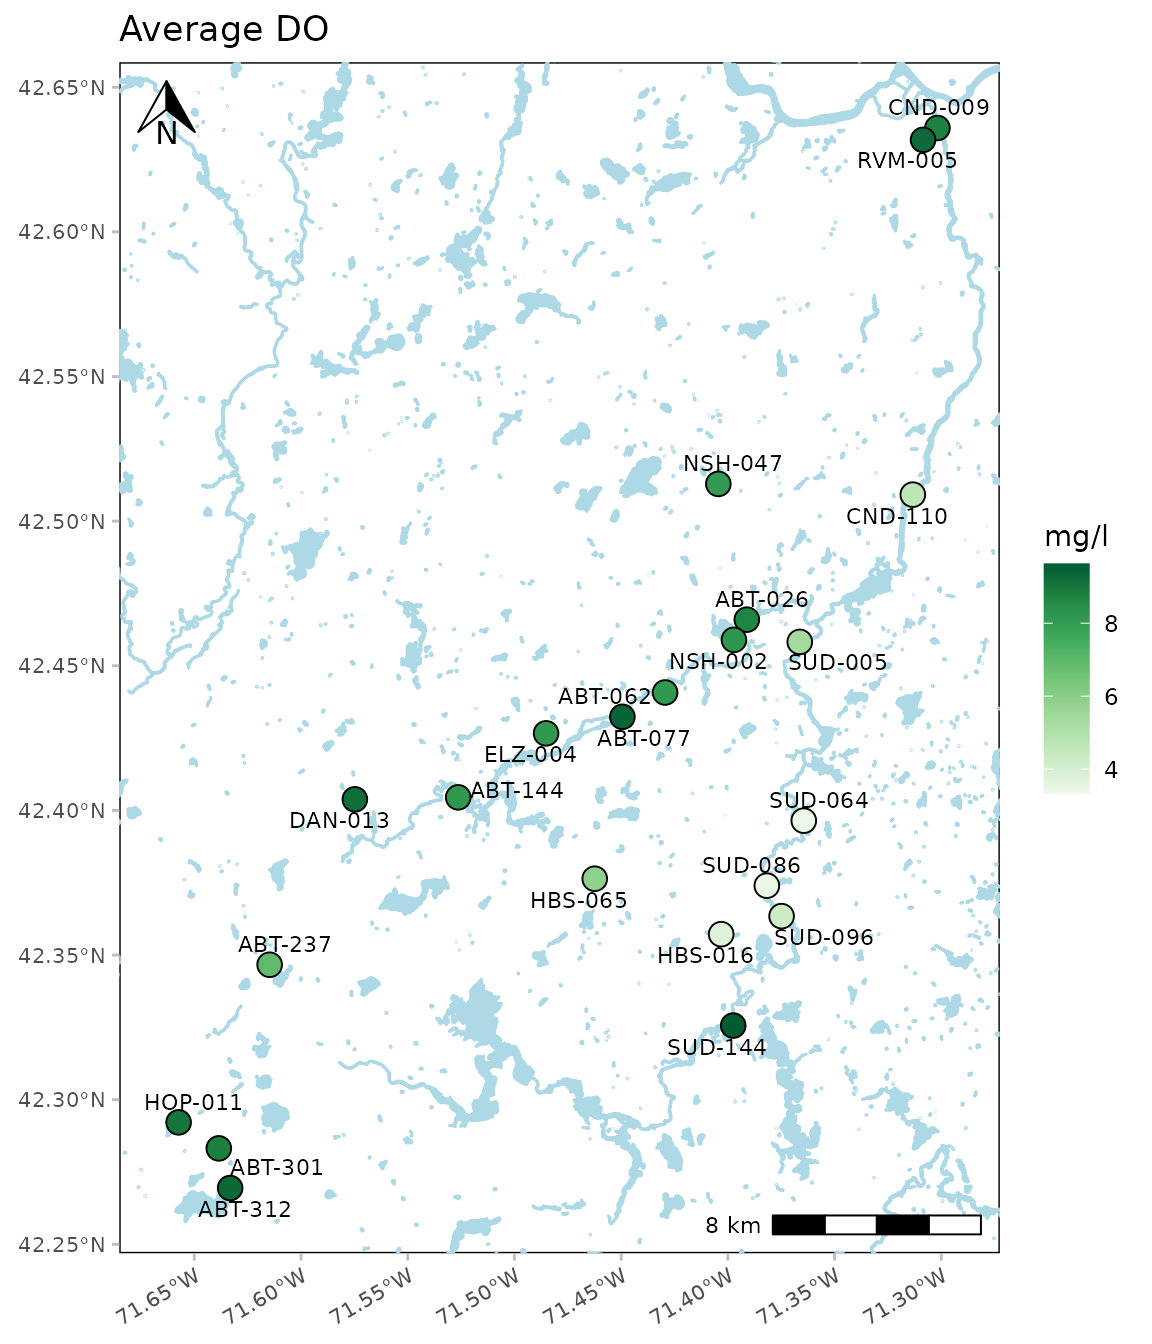 Average DO
42.65°N
42.60°N
42.55°N
42.50°N
42.45°N
42.40°N
42.35°N
42.30°N
42.25°N
N
CND-009
RVM-005
NSH-047
CND-110
ABT-026
NSH-002
SUD-005
ABT-062
ABT-077
ELZ-004
ABT-144
DAN-013
SUD-064
SUD-086
HBS-065
SUD-096
ABT-237
HBS-016
SUD-144
HOP-011
ABT-301
ABT-312
8 km
71.65°W
71.60°W
71.55°W
71.50°W
71.45°W
71.40°W
71.35°W
71.30°W
mg/l
8
6
4